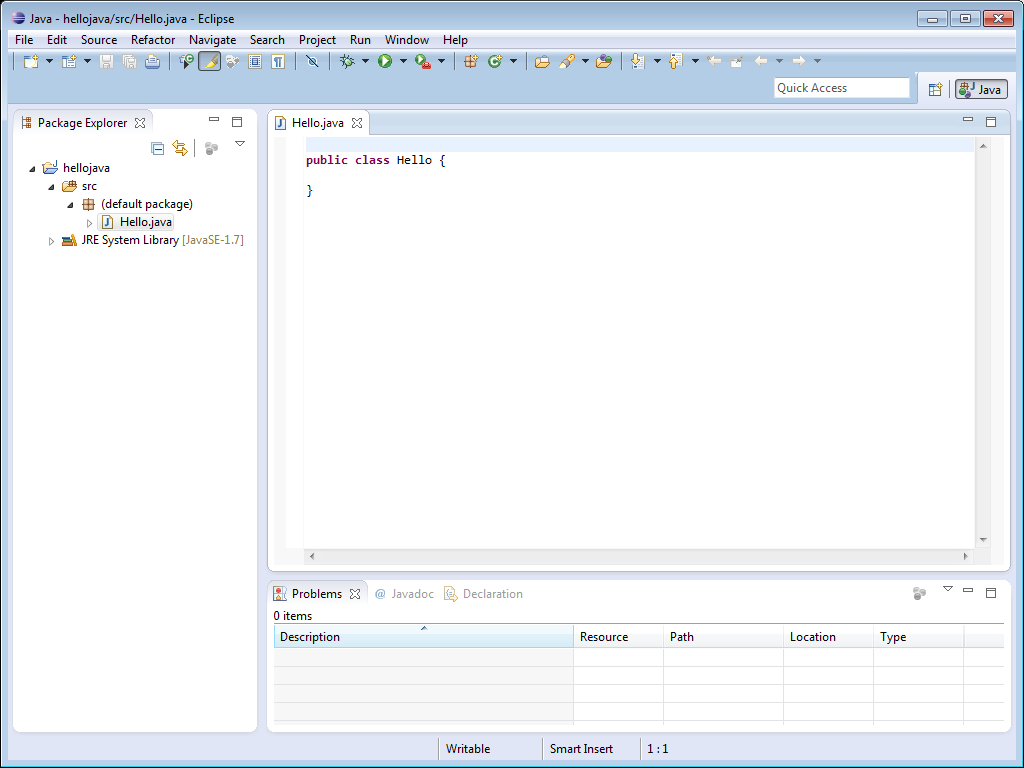 Java - hellojava/src/Hello.java - Eclipse
File Edit Source Refactor Navigate Search Project Run Window Help
Quick Access
Java
Package Explorer
hellojava
src
(default package)
Hello.java
JRE System Library [JavaSE-1.7]
Hello.java
public class Hello {
}
Problems @ Javadoc Declaration
0 items
Description Resource Path Location Type
Writable Smart Insert 1 : 1